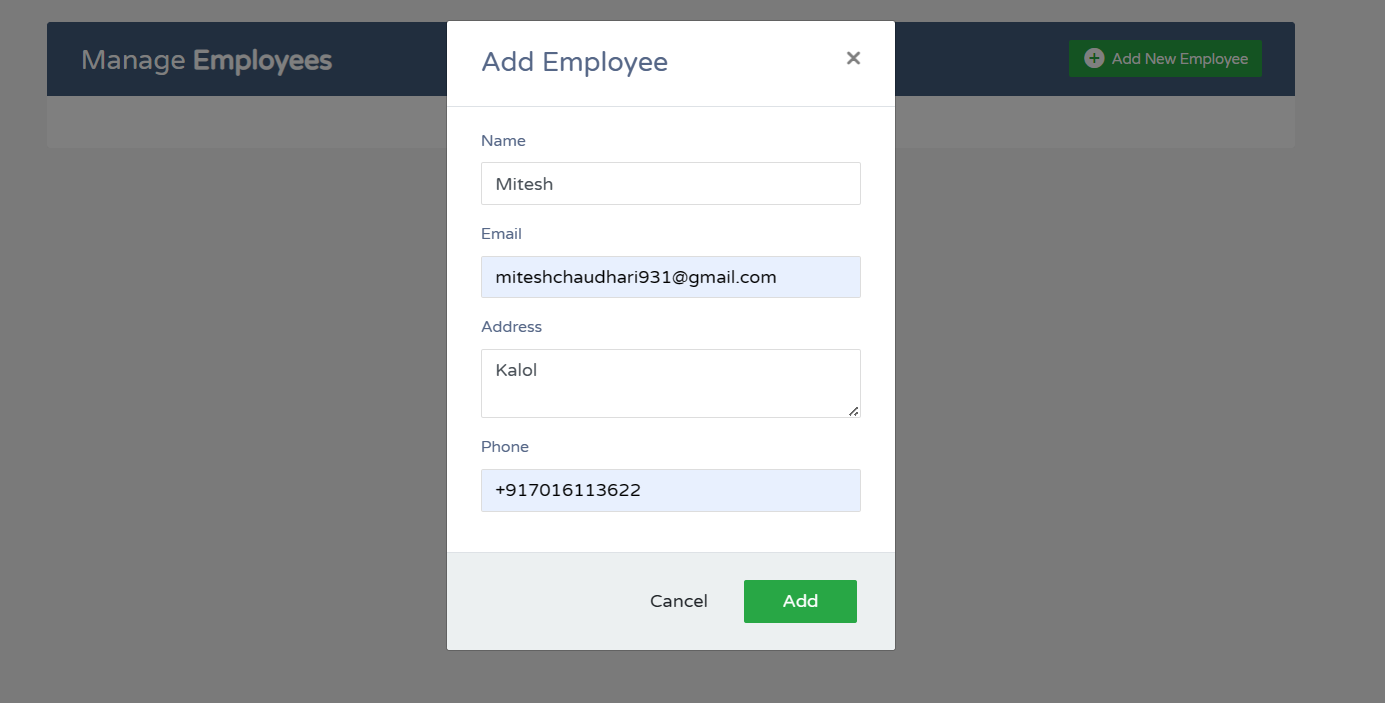 Manage Employees
Add New Employee
Add Employee
×
Name
Mitesh
Email
miteshchaudhari931@gmail.com
Address
Kalol
Phone
+917016113622
Cancel
Add